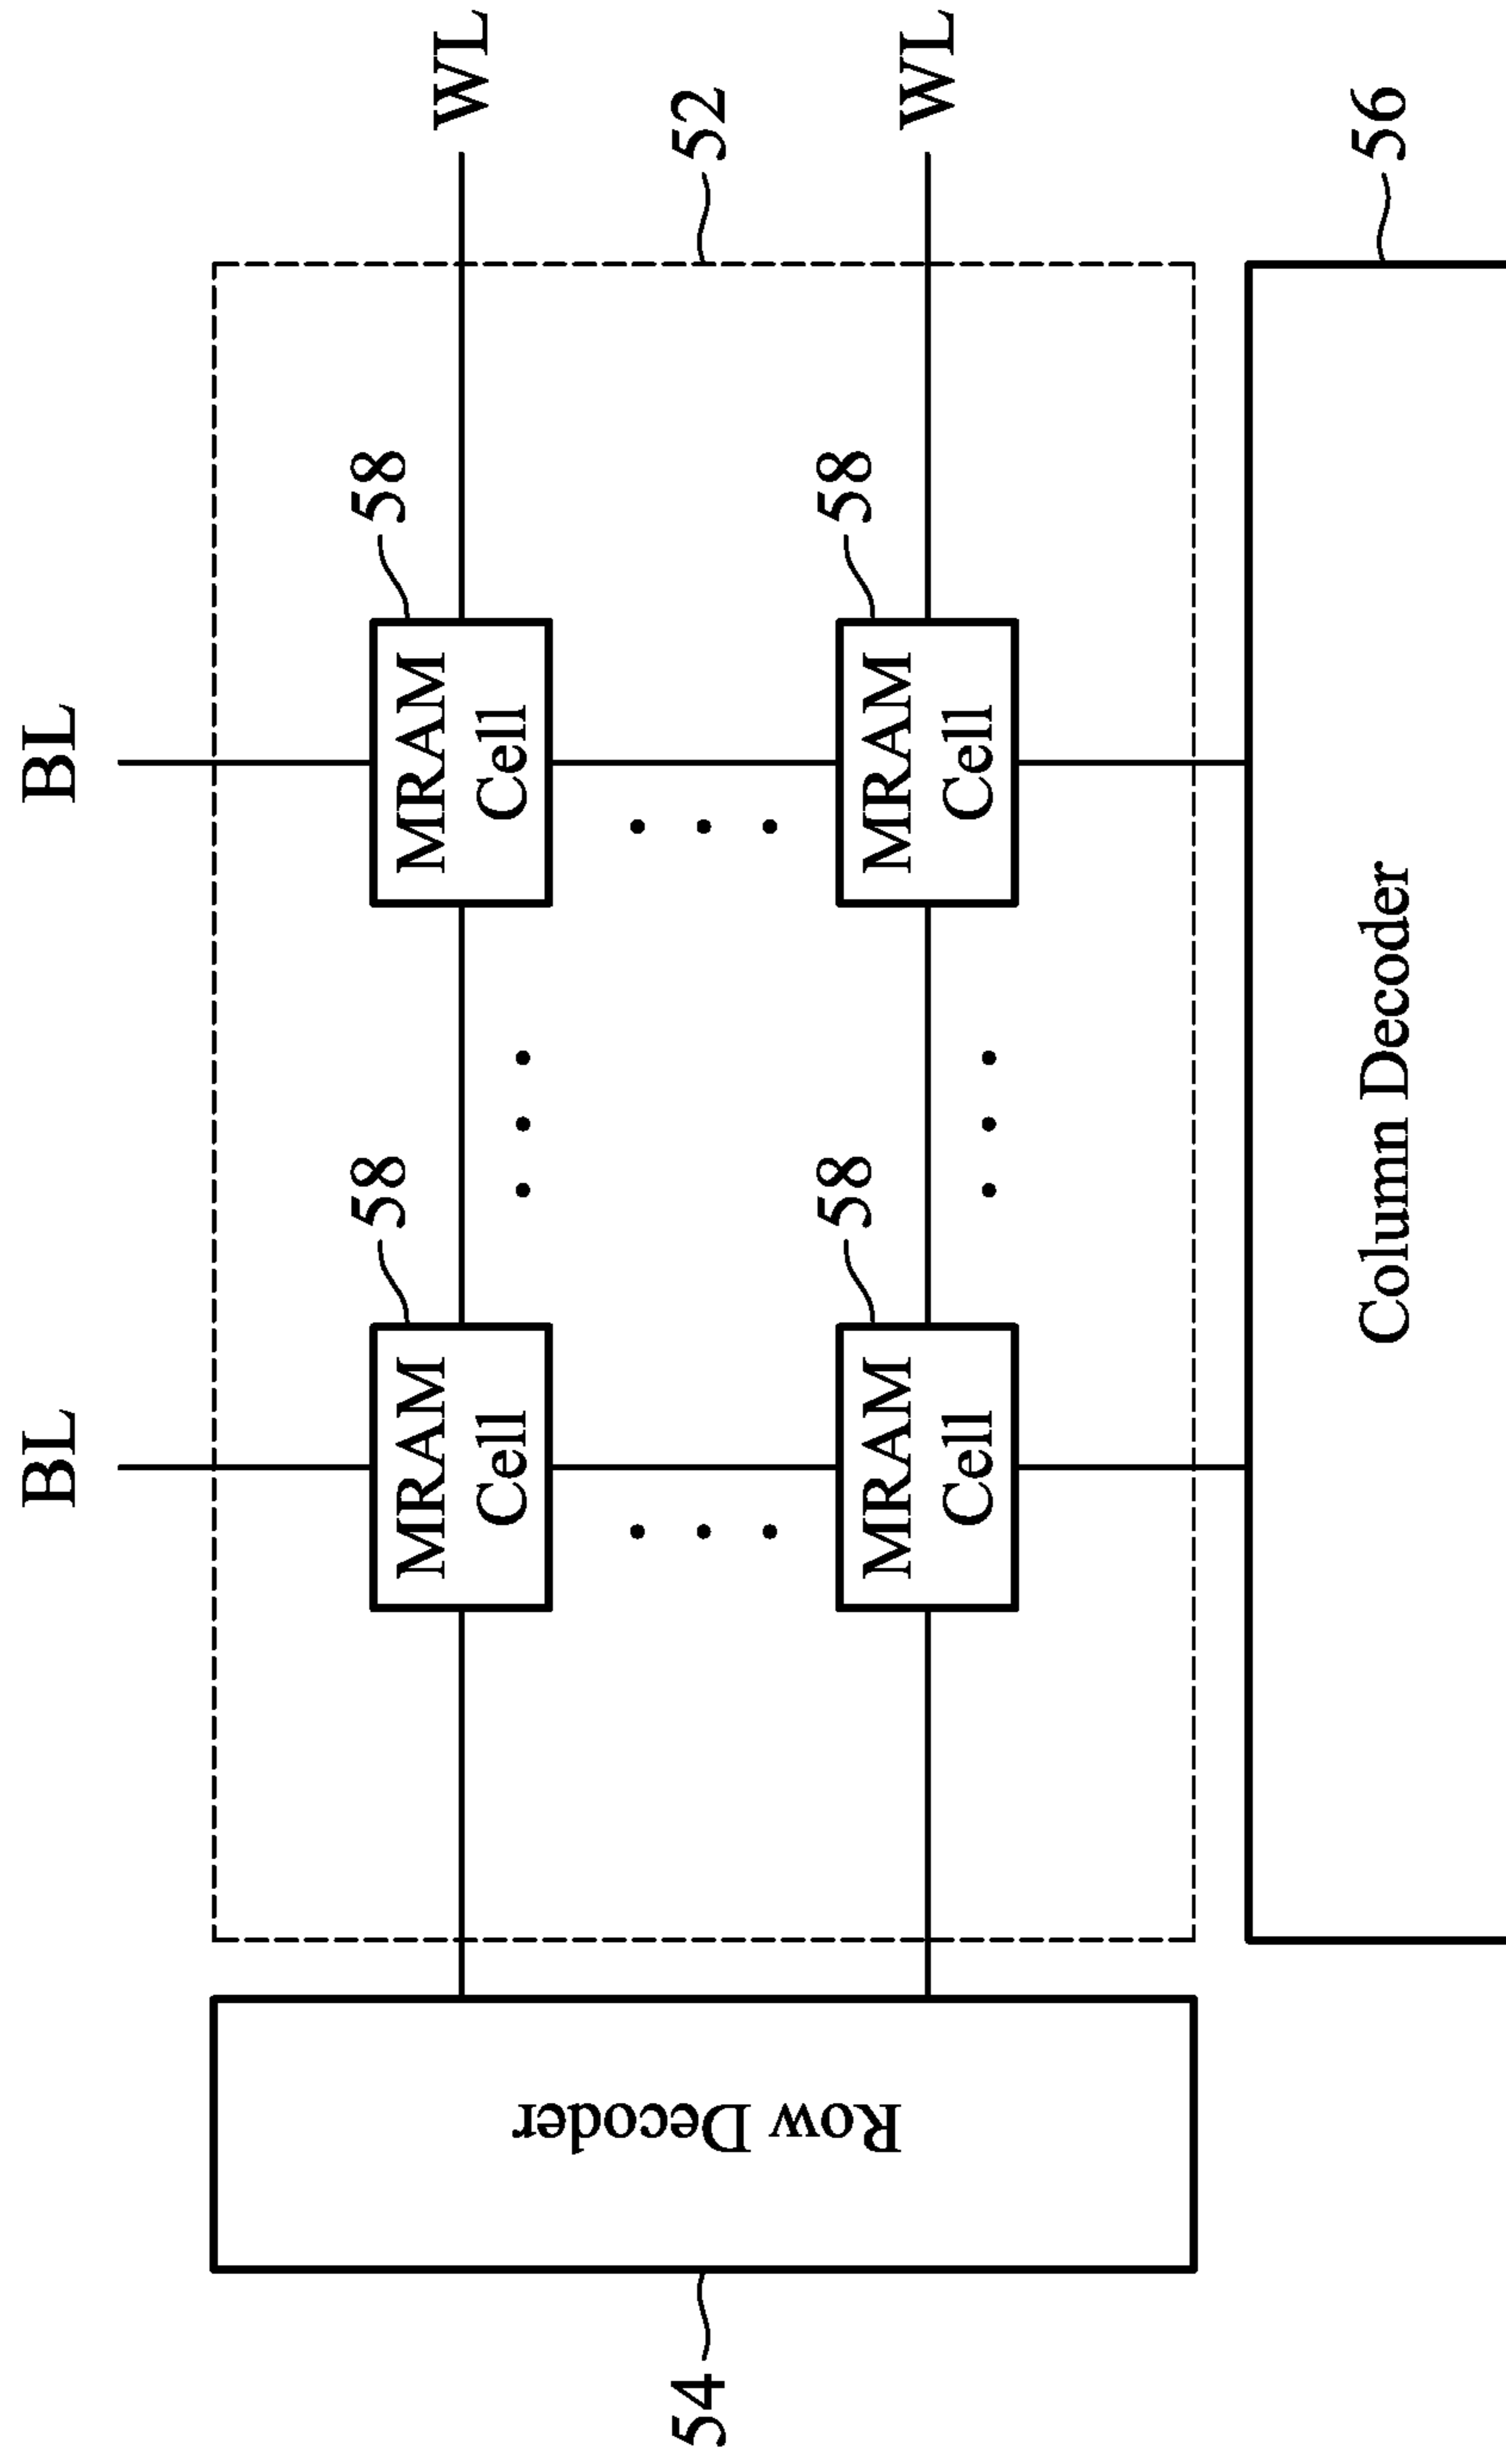 BL
BL
WL
58
58
MRAM
Cell
MRAM
Cell
52
WL
58
58
MRAM
Cell
MRAM
Cell
54
Row Decoder
56
Column Decoder